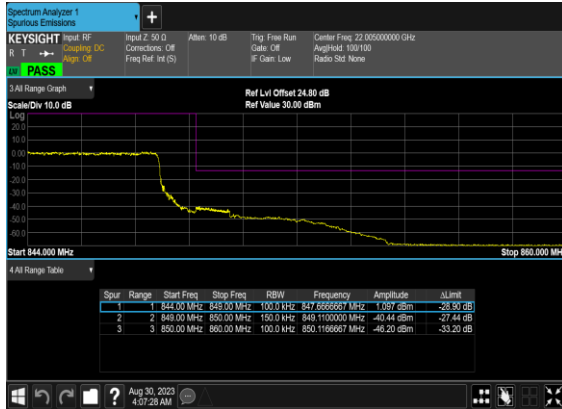 Spectrum Analyzer 1
Spurious Emissions
KEYSIGHT Input: RF Input Z: 50 Ω Atten: 10 dB Trig: Free Run Center Freq: 22.005000000 GHz
R T Coupling: DC Corrections: Off Gate: Off Avg|Hold: 100/100
Align: Off Freq Ref: Int (S) IF Gain: Low Radio Std: None
PASS
3 All Range Graph
Ref Lvl Offset 24.80 dB
Scale/Div 10.0 dB Ref Value 30.00 dBm
Log
20.0
10.0
0.00
-10.0
-20.0
-30.0
-40.0
-50.0
-60.0
Start 844.000 MHz Stop 860.000 MH
4 All Range Table
Spur Range Start Freq Stop Freq RBW Frequency Amplitude ΔLimit
1 1 844.00 MHz 849.00 MHz 100.0 kHz 847.6666667 MHz 1.097 dBm -28.90 dB
2 2 849.00 MHz 850.00 MHz 150.0 kHz 849.1100000 MHz -40.44 dBm -27.44 dB
3 3 850.00 MHz 860.00 MHz 100.0 kHz 850.1166667 MHz -46.20 dBm -33.20 dB
? Aug 30, 2023
4:07:28 AM